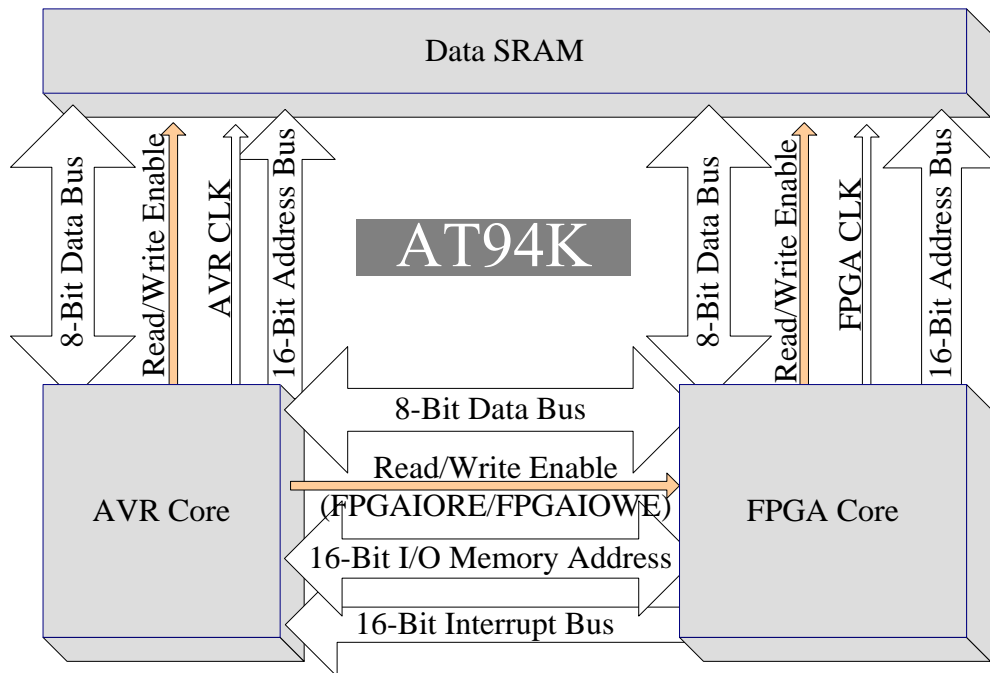 Data SRAM
8-Bit Data Bus
Read/Write Enable
AVR CLK
16-Bit Address Bus
AT94K
8-Bit Data Bus
Read/Write Enable
FPGA CLK
16-Bit Address Bus
8-Bit Data Bus
Read/Write Enable
(FPGAIORE/FPGAIOWE)
AVR Core
FPGA Core
16-Bit I/O Memory Address
16-Bit Interrupt Bus